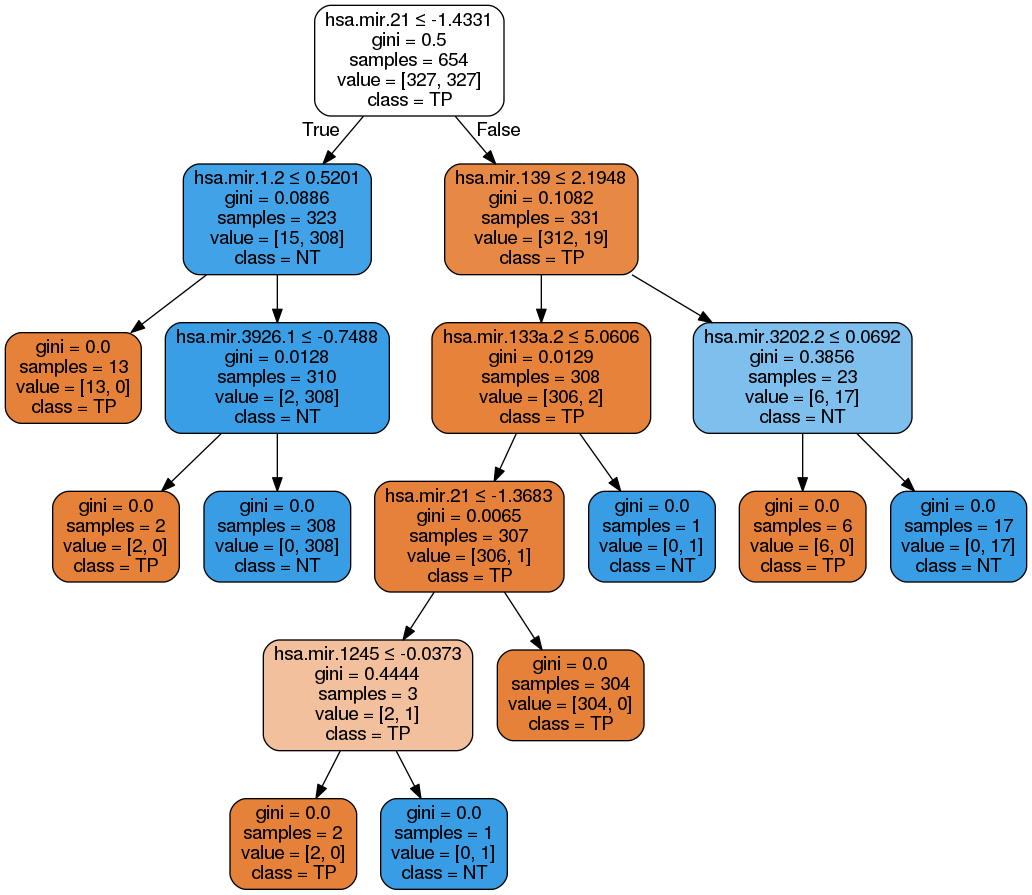 hsa.mir.21 ≤ -1.4331
gini = 0.5
samples = 654
value = [327, 327]
class = TP
True
False
hsa.mir.1.2 ≤ 0.5201
gini = 0.0886
samples = 323
value = [15, 308]
class = NT
hsa.mir.139 ≤ 2.1948
gini = 0.1082
samples = 331
value = [312, 19]
class = TP
gini = 0.0
samples = 13
value = [13, 0]
class = TP
hsa.mir.3926.1 ≤ -0.7488
gini = 0.0128
samples = 310
value = [2, 308]
class = NT
hsa.mir.133a.2 ≤ 5.0606
gini = 0.0129
samples = 308
value = [306, 2]
class = TP
hsa.mir.3202.2 ≤ 0.0692
gini = 0.3856
samples = 23
value = [6, 17]
class = NT
gini = 0.0
samples = 2
value = [2, 0]
class = TP
gini = 0.0
samples = 308
value = [0, 308]
class = NT
hsa.mir.21 ≤ -1.3683
gini = 0.0065
samples = 307
value = [306, 1]
class = TP
gini = 0.0
samples = 1
value = [0, 1]
class = NT
gini = 0.0
samples = 6
value = [6, 0]
class = TP
gini = 0.0
samples = 17
value = [0, 17]
class = NT
hsa.mir.1245 ≤ -0.0373
gini = 0.4444
samples = 3
value = [2, 1]
class = TP
gini = 0.0
samples = 304
value = [304, 0]
class = TP
gini = 0.0
samples = 2
value = [2, 0]
class = TP
gini = 0.0
samples = 1
value = [0, 1]
class = NT